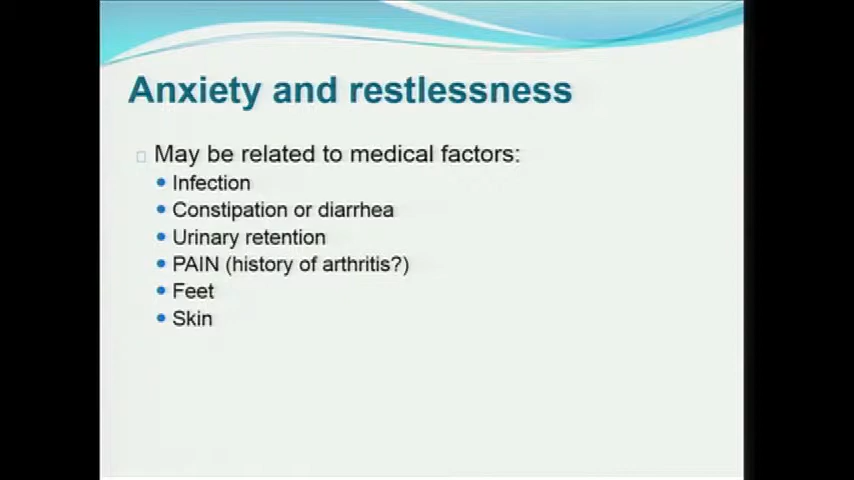 Anxiety and restlessness
May be related to medical factors:
Infection
Constipation or diarrhea
Urinary retention
PAIN (history of arthritis?)
Feet
Skin